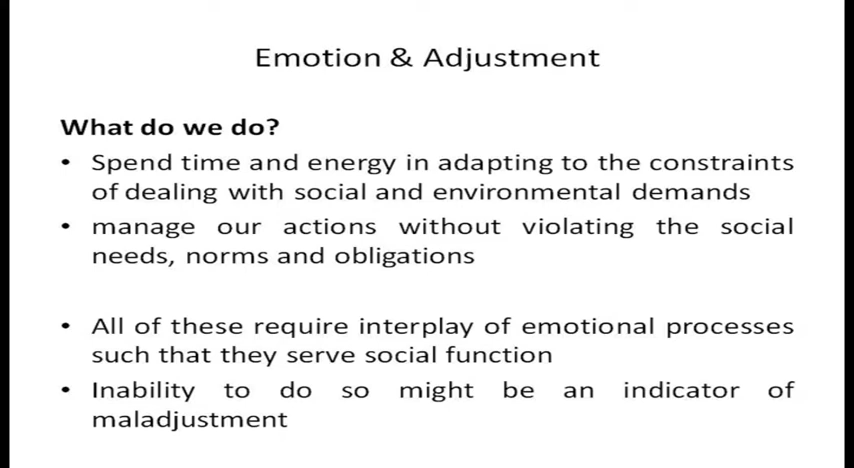 Emotion & Adjustment
What do we do?
• Spend time and energy in adapting to the constraints
of dealing with social and environmental demands
• manage our actions without violating the social
needs, norms and obligations
• All of these require interplay of emotional processes
such that they serve social function
• Inability to do so might be an indicator of
maladjustment